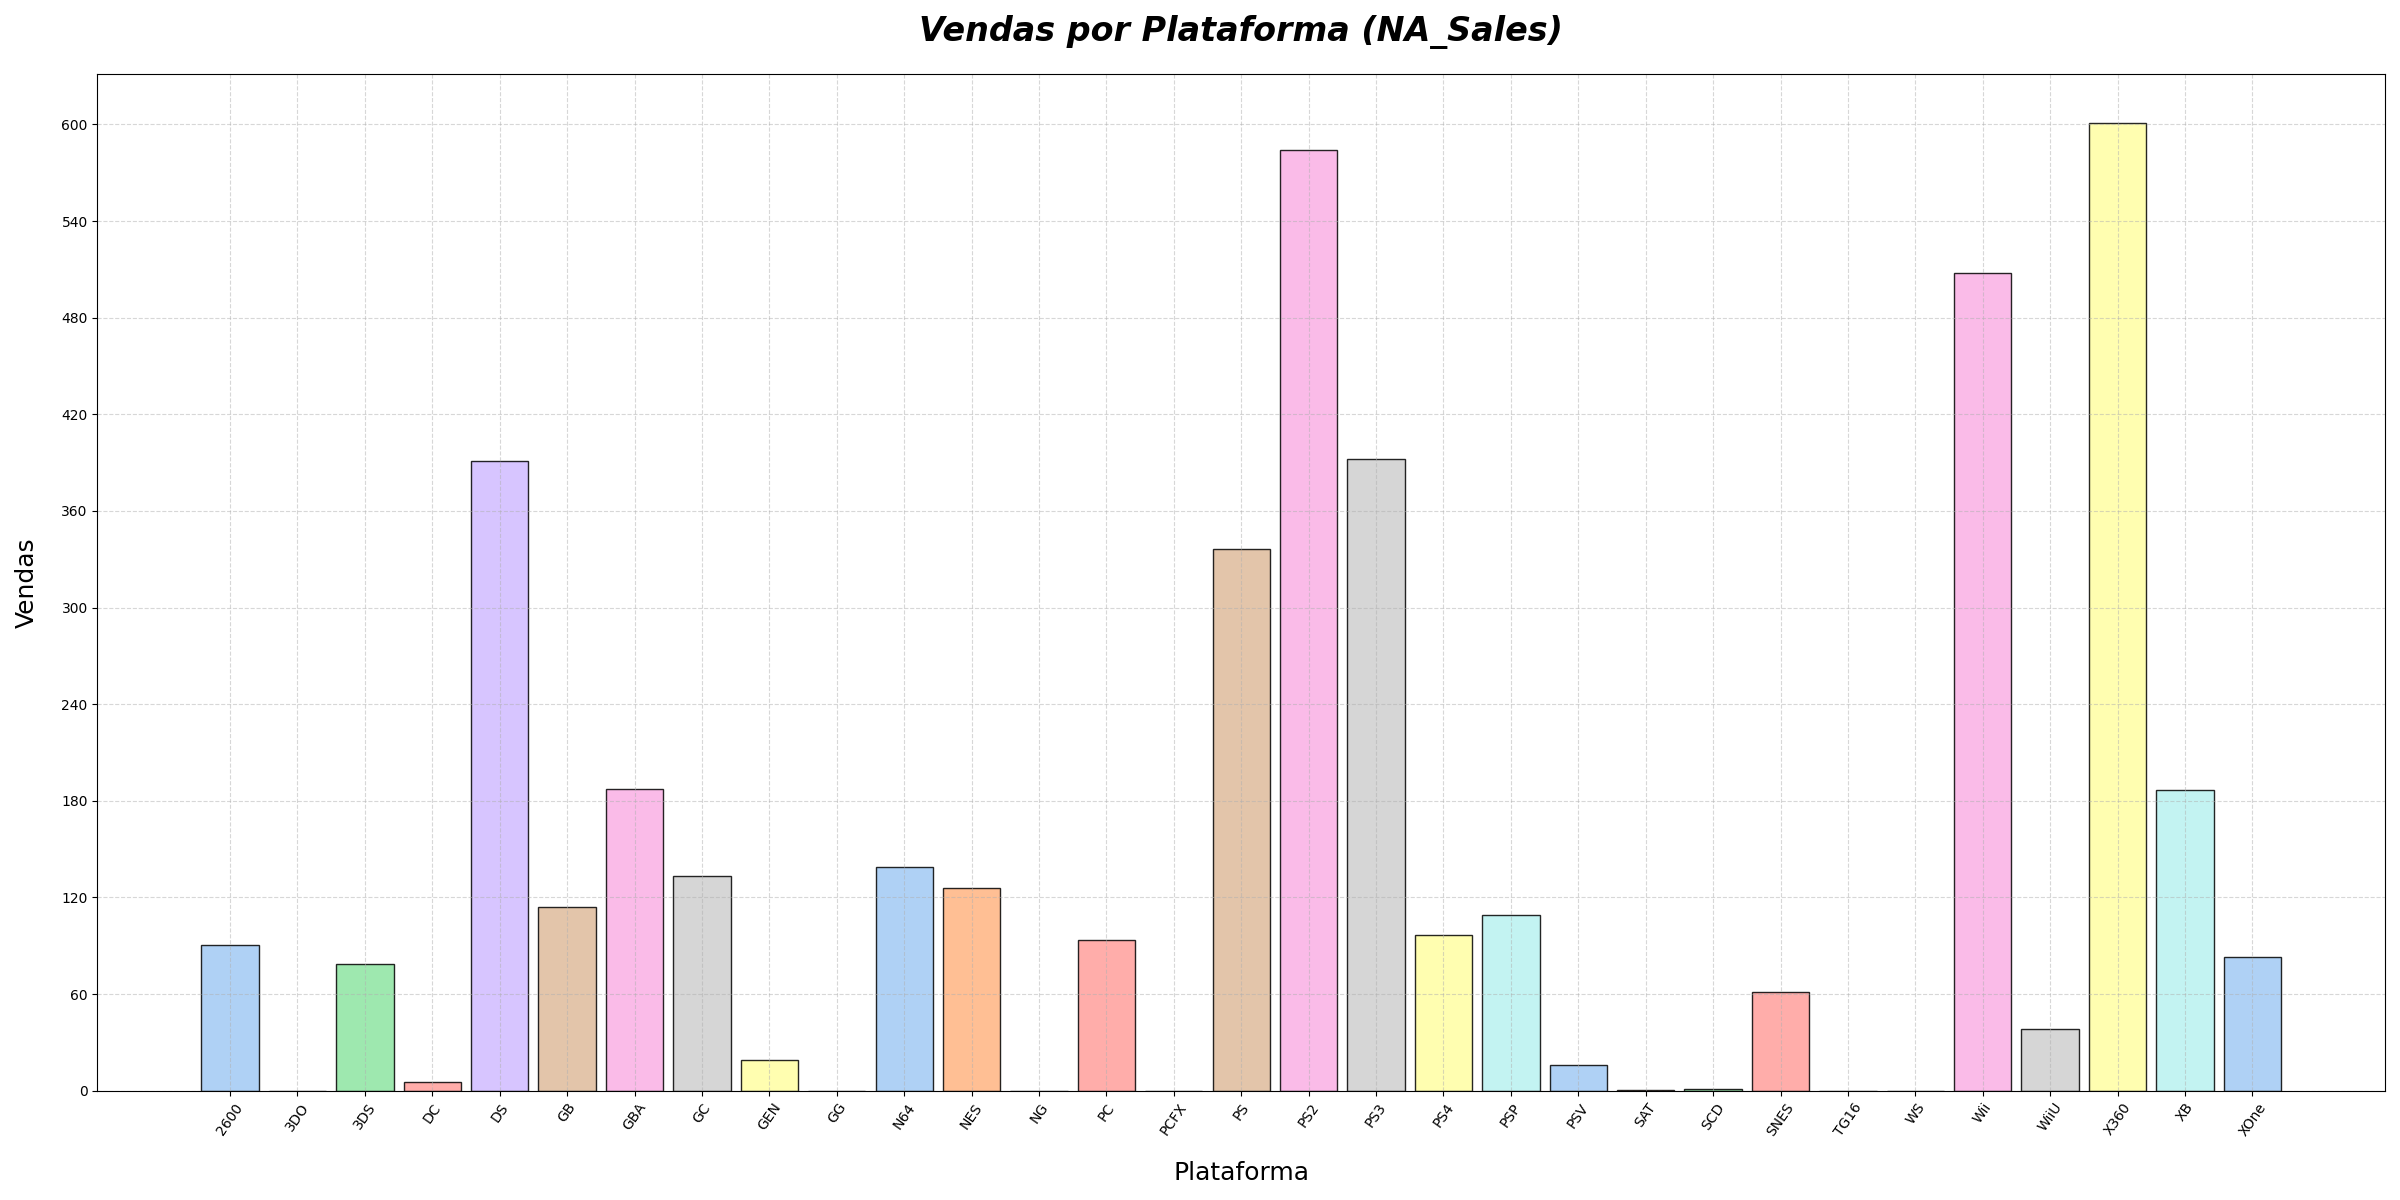 Vendas por Plataforma (NA_Sales)
Vendas
600
540
480
420
360
300
240
180
120
60
0
2600 3DO 3DS DC DS GB GBA GC GEN GG N64 NES NG PC PCFX PS PS2 PS3 PS4 PSP PSV SAT SCD SNES TG16 WS Wii WiiU X360 XB XOne
Plataforma